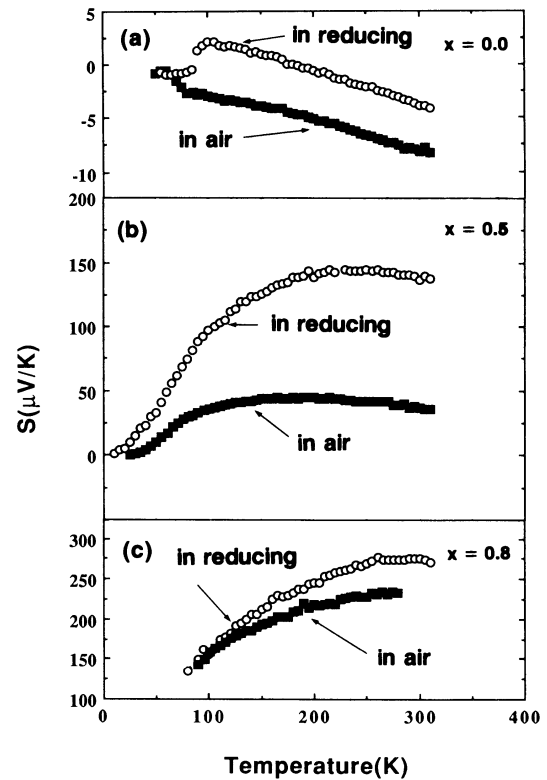 5
(a)
in reducing
x = 0.0
0
-5
in air
-10
200
(b)
x = 0.5
150
100
in reducing
S(μV/K)
50
in air
0
300
(c)
x = 0.8
in reducing
250
200
in air
150
100
0
100
200
300
400
Temperature(K)